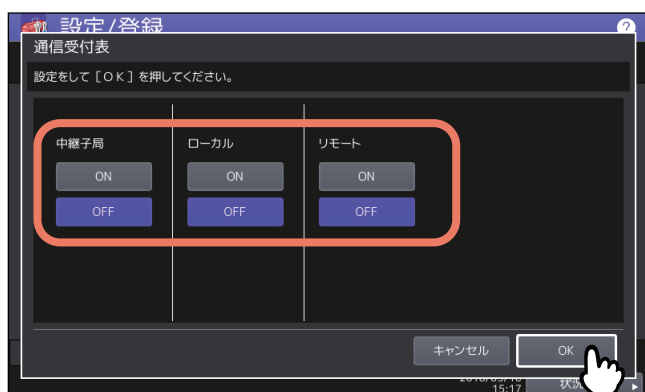 設定/登録
?
通信受付表
設定をして [OK] を押してください。
中継子局 ローカル リモート
ON ON ON
OFF OFF OFF
キャンセル OK
15:17